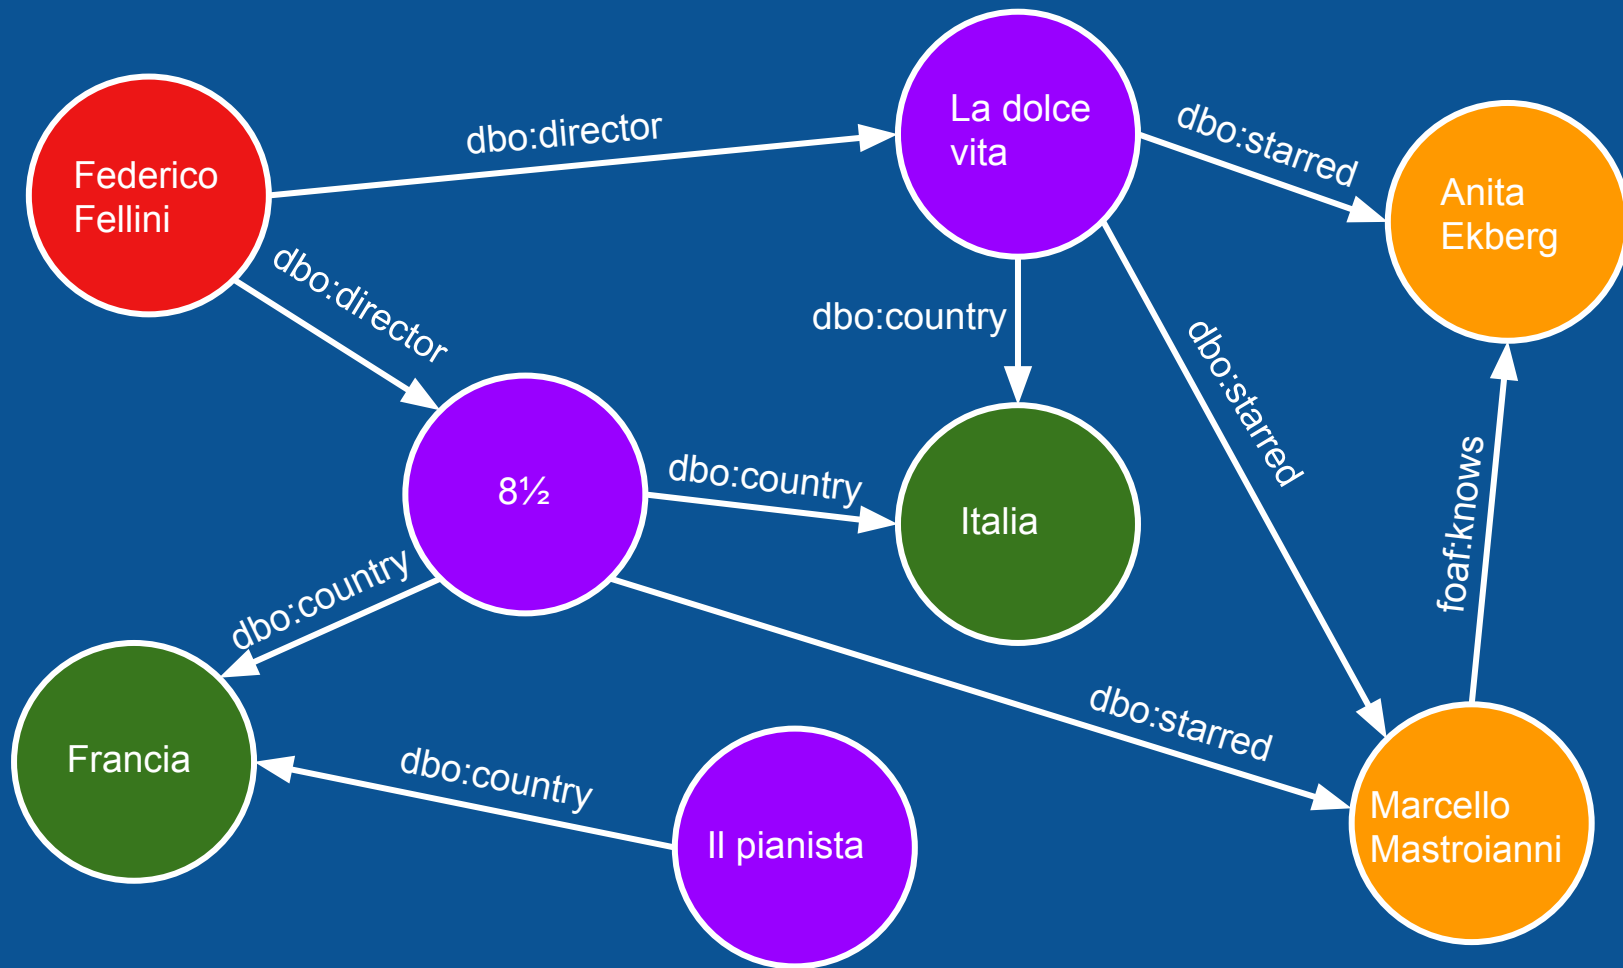 Federico
Fellini
dbo:director
La dolce
vita
dbo:starred
Anita
Ekberg
dbo:director
dbo:country
dbo:starred
8½
dbo:country
Italia
foaf:knows
dbo:country
Francia
dbo:country
Il pianista
dbo:starred
Marcello
Mastroianni